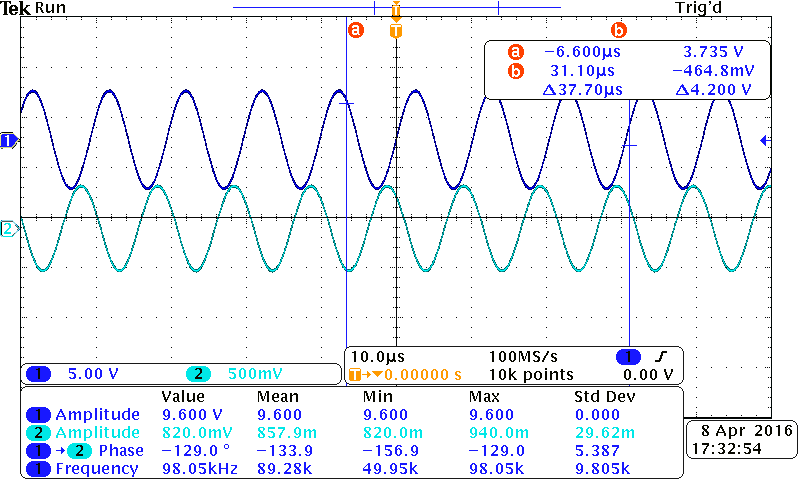 Tek Run Trig'd
T
a T b
a −6.600µs 3.735 V
b 31.10µs −464.8mV
Δ37.70µs Δ4.200 V
1
2
1 5.00 V 2 500mV
10.0µs 100MS/s 1
T→▼0.00000 s 10k points 0.00 V
Value Mean Min Max Std Dev
1 Amplitude 9.600 V 9.600 9.600 9.600 0.000
2 Amplitude 820.0mV 857.9m 820.0m 940.0m 29.62m
1 → 2 Phase −129.0 ° −133.9 −156.9 −129.0 5.387
1 Frequency 98.05kHz 89.28k 49.95k 98.05k 9.805k
8 Apr 2016
17:32:54